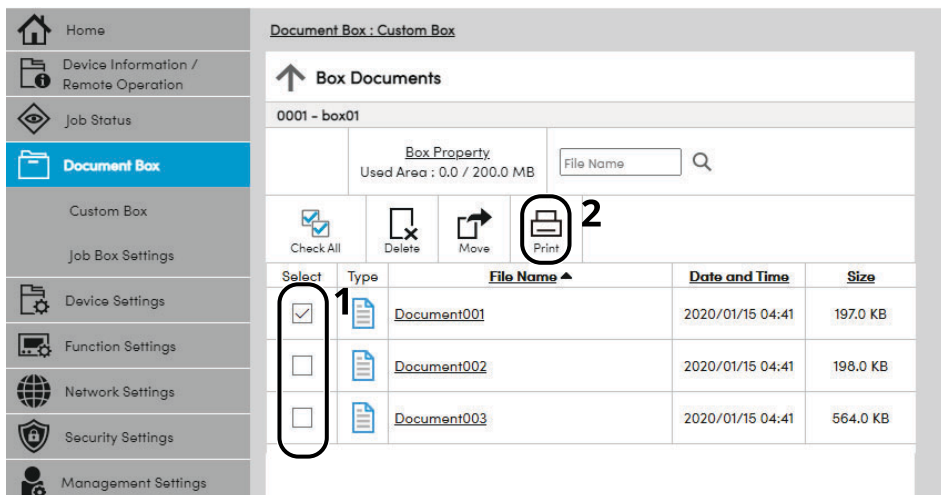 Home
Device Information /
Remote Operation
Job Status
Document Box
Custom Box
Job Box Settings
Device Settings
Function Settings
Network Settings
Security Settings
Management Settings
Document Box : Custom Box
Box Documents
0001 - box01
Box Property
Used Area : 0.0 / 200.0 MB
File Name
Check All
Delete
Move
Print
2
Select Type File Name Date and Time Size
1
Document001 2020/01/15 04:41 197.0 KB
Document002 2020/01/15 04:41 198.0 KB
Document003 2020/01/15 04:41 564.0 KB